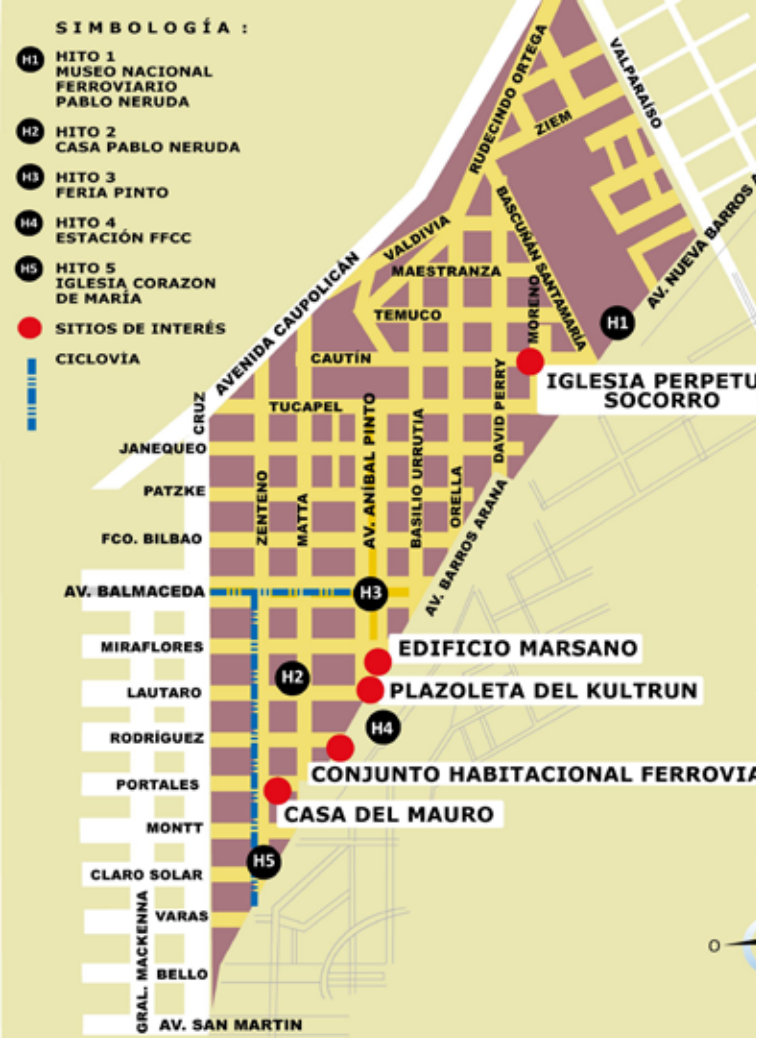 SIMBOLOGÍA :
H1 HITO 1
MUSEO NACIONAL
FERROVIARIO
PABLO NERUDA
H2 HITO 2
CASA PABLO NERUDA
H3 HITO 3
FERIA PINTO
H4 HITO 4
ESTACIÓN FFCC
H5 HITO 5
IGLESIA CORAZON
DE MARÍA
SITIOS DE INTERÉS
CICLOVÍA
RUDECINDO ORTEGA
VALPARAÍSO
ZIEM
BASCUÑÁN SANTAMARÍA
AV. NUEVA BARROS A
VALDIVIA
MAESTRANZA
AVENIDA CAUPOLICÁN
TEMUCO
MORENO
H1
CAUTÍN
IGLESIA PERPETU
SOCORRO
CRUZ
TUCAPEL
AV. ANÍBAL PINTO
BASILIO URRUTIA
DAVID PERRY
JANEQUEO
ZENTENO
MATTA
ORELLA
PATZKE
AV. BARROS ARANA
FCO. BILBAO
AV. BALMACEDA
H3
MIRAFLORES
EDIFICIO MARSANO
H2
LAUTARO
PLAZOLETA DEL KULTRUN
H4
RODRÍGUEZ
CONJUNTO HABITACIONAL FERROVIA
PORTALES
CASA DEL MAURO
MONTT
H5
CLARO SOLAR
GRAL. MACKENNA
VARAS
O
BELLO
AV. SAN MARTIN